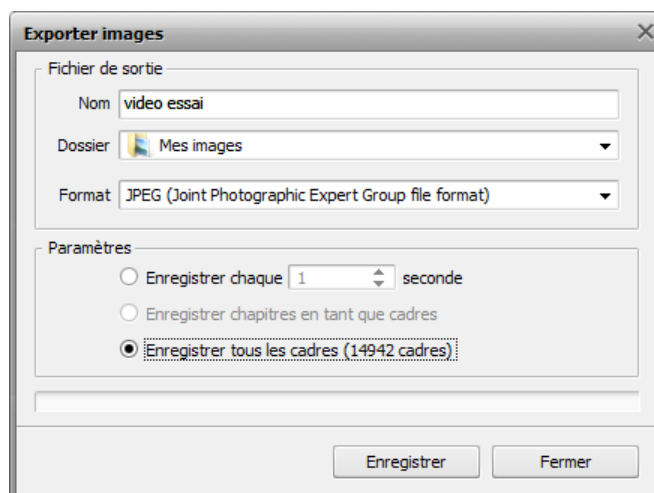 Exporter images
Fichier de sortie
Nom video essai
Dossier Mes images
Format JPEG (Joint Photographic Expert Group file format)
Paramètres
Enregistrer chaque 1 seconde
Enregistrer chapitres en tant que cadres
Enregistrer tous les cadres (14942 cadres)
Enregistrer Fermer